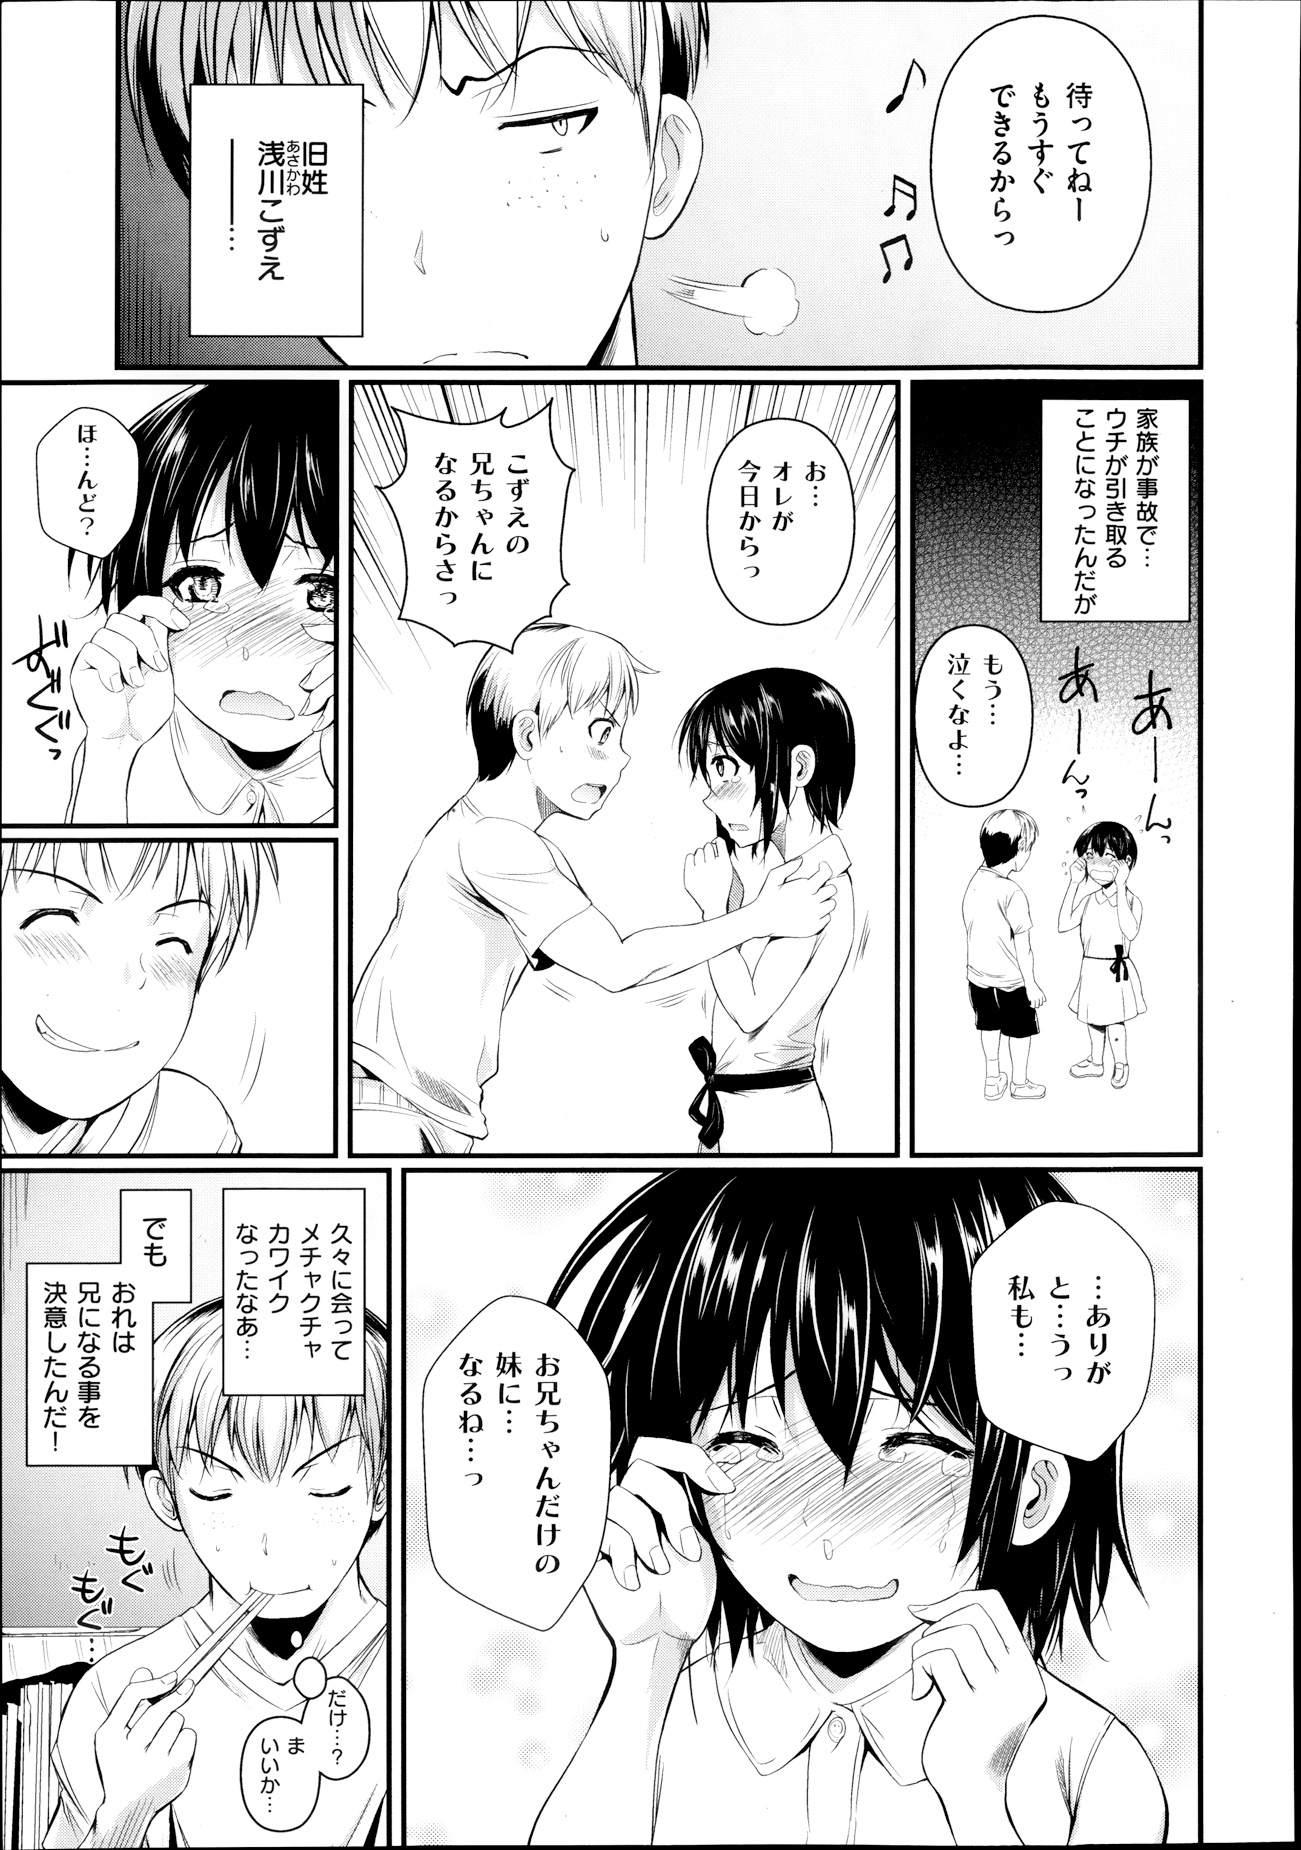 待ってねー
もうすぐ
できるからっ
旧姓
浅川こずえ
あさかわ
───…
家族が事故で…
ウチが引き取る
ことになったんだが
あーん
あーんっ
もう…
泣くなよ…
お…
オレが
今日からっ
こずえの
兄ちゃんに
なるからさっ
ほ…んど?
…ありが
と…うっ
私も…
お兄ちゃんだけの
妹に…
なるね…っ
久々に会って
メチャクチャ
カワイク
なったなあ…
でも
おれは
兄になる事を
決意したんだ!
もぐ
もぐ…
だけ…?
ま
いいか…